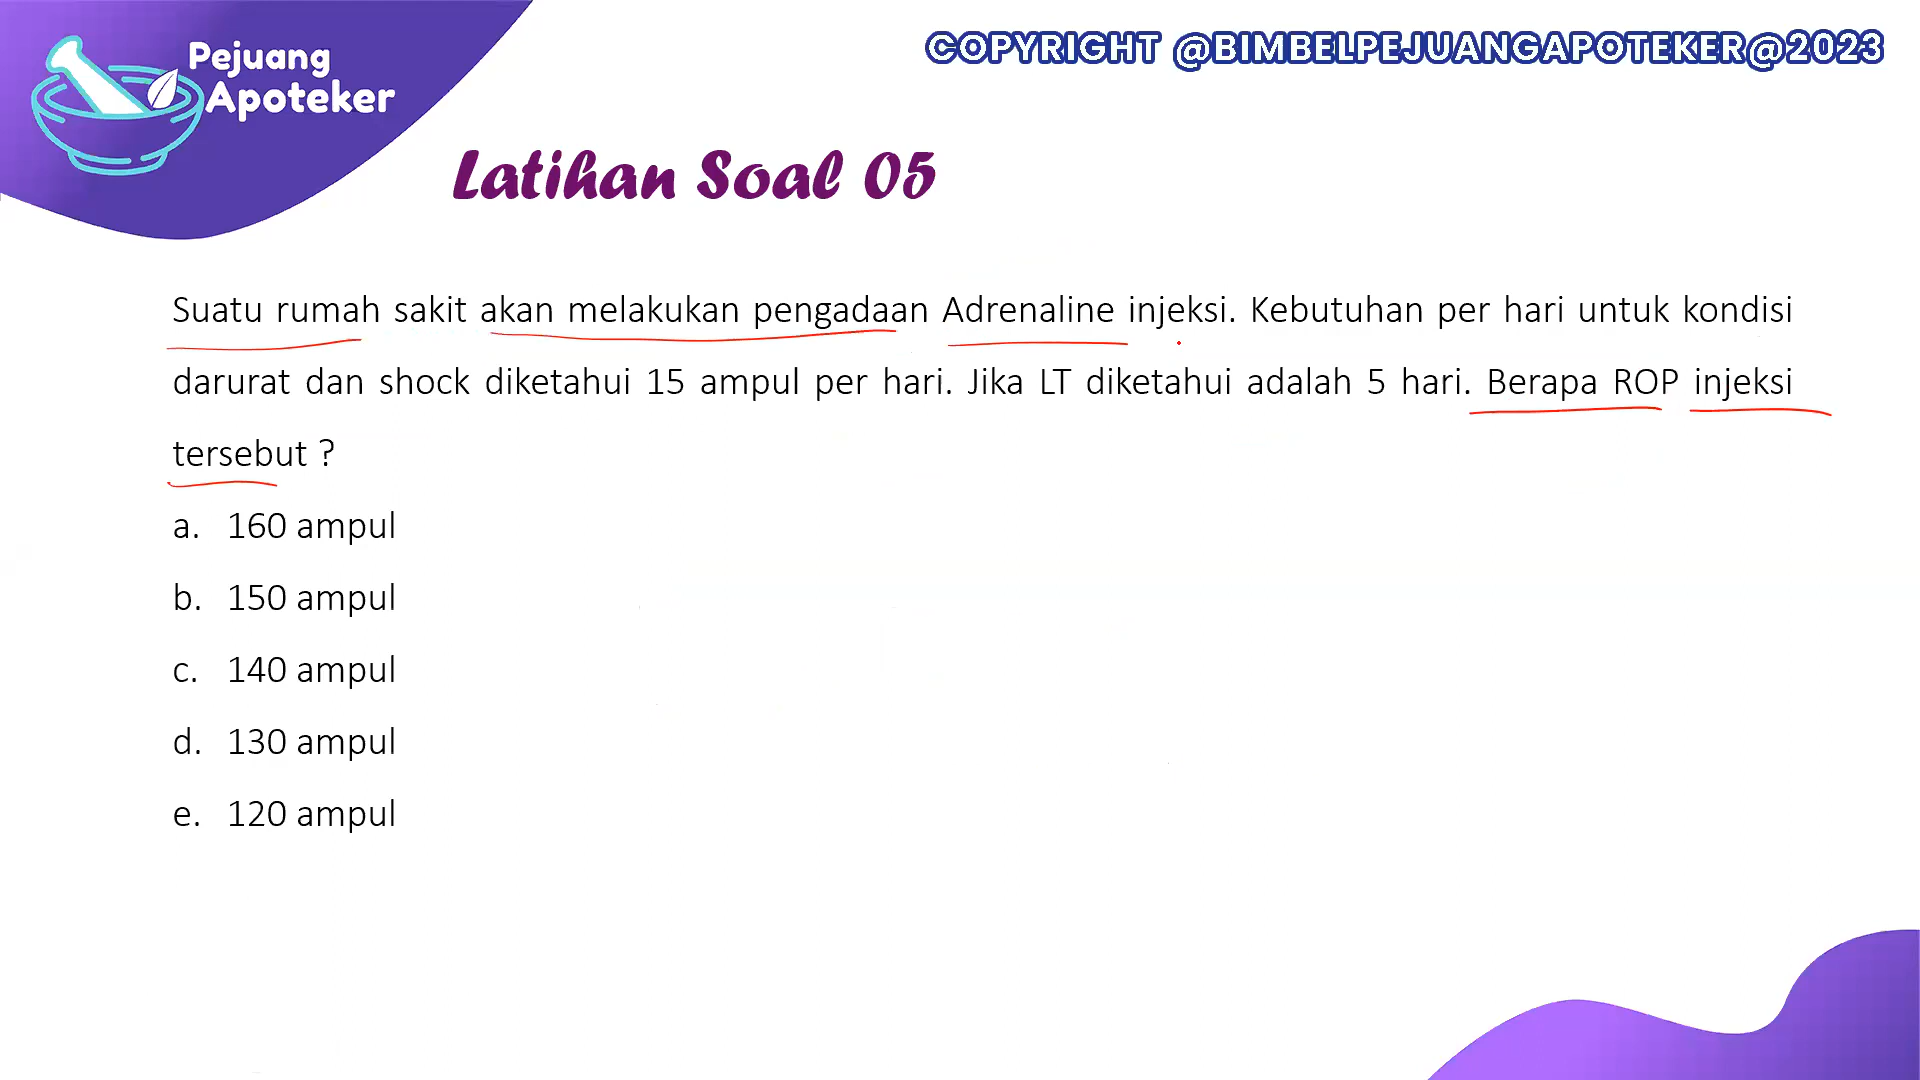 Pejuang
Apoteker
COPYRIGHT @BIMBELPEJUANGAPOTEKER@2023
Latihan Soal 05
Suatu rumah sakit akan melakukan pengadaan Adrenaline injeksi. Kebutuhan per hari untuk kondisi
darurat dan shock diketahui 15 ampul per hari. Jika LT diketahui adalah 5 hari. Berapa ROP injeksi
tersebut ?
a. 160 ampul
b. 150 ampul
c. 140 ampul
d. 130 ampul
e. 120 ampul